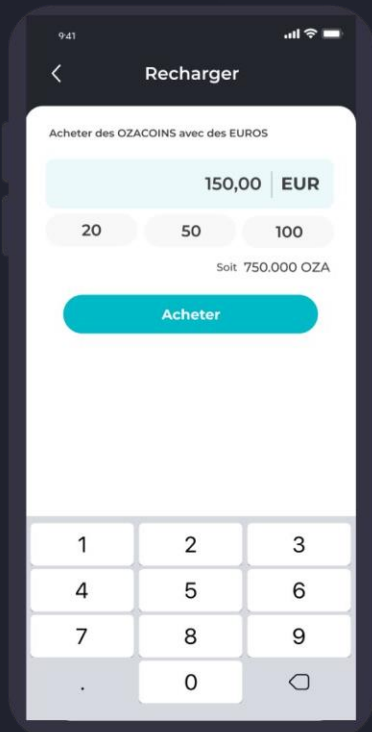 9:41
Recharger
Acheter des OZACOINS avec des EUROS
150,00 EUR
20 50 100
Soit 750.000 OZA
Acheter
1 2 3
4 5 6
7 8 9
. 0